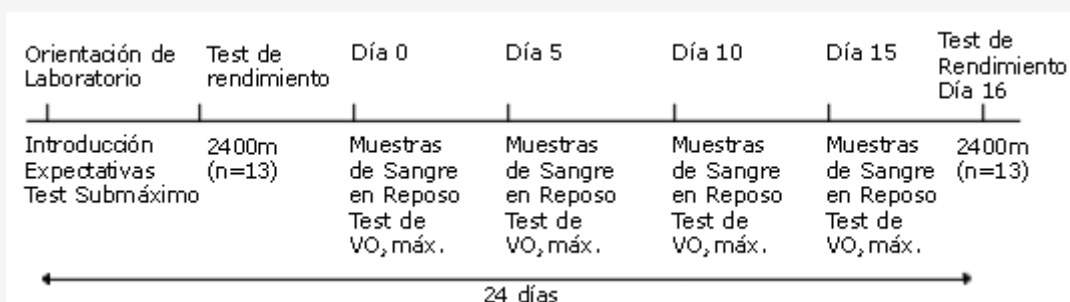 Orientación de
Laboratorio
Test de
rendimiento
Día 0
Día 5
Día 10
Día 15
Test de
Rendimiento
Día 16
Introducción
Expectativas
Test Submáximo
2400m
(n=13)
Muestras
de Sangre
en Reposo
Test de
VO₂máx.
Muestras
de Sangre
en Reposo
Test de
VO₂máx.
Muestras
de Sangre
en Reposo
Test de
VO₂máx.
Muestras
de Sangre
en Reposo
Test de
VO₂máx.
2400m
(n=13)
24 días